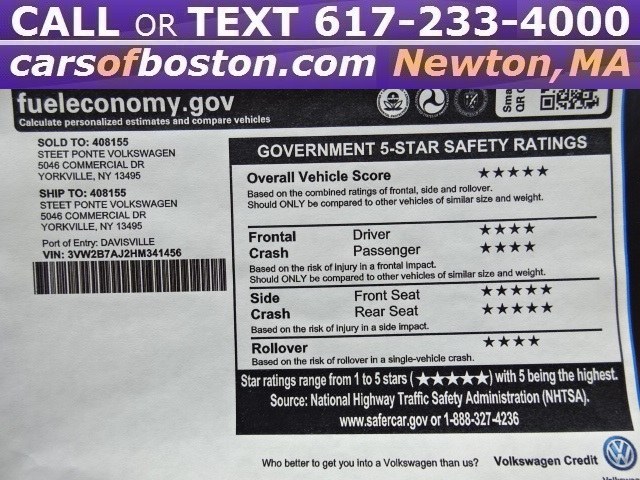 CALL OR TEXT 617-233-4000
carsofboston.com Newton, MA
fueleconomy.gov
Calculate personalized estimates and compare vehicles
Sma
QR C
SOLD TO: 408155
STEET PONTE VOLKSWAGEN
5046 COMMERCIAL DR
YORKVILLE, NY 13495
SHIP TO: 408155
STEET PONTE VOLKSWAGEN
5046 COMMERCIAL DR
YORKVILLE, NY 13495
Port of Entry: DAVISVILLE
VIN: 3VW2B7AJ2HM341456
GOVERNMENT 5-STAR SAFETY RATINGS
Overall Vehicle Score ★★★★★
Based on the combined ratings of frontal, side and rollover.
Should ONLY be compared to other vehicles of similar size and weight.
Frontal Driver ★★★★
Crash Passenger ★★★★
Based on the risk of injury in a frontal impact.
Should ONLY be compared to other vehicles of similar size and weight.
Side Front Seat ★★★★★
Crash Rear Seat ★★★★★
Based on the risk of injury in a side impact.
Rollover ★★★★
Based on the risk of rollover in a single-vehicle crash.
Star ratings range from 1 to 5 stars (★★★★★) with 5 being the highest.
Source: National Highway Traffic Safety Administration (NHTSA).
www.safercar.gov or 1-888-327-4236
Who better to get you into a Volkswagen than us? Volkswagen Credit